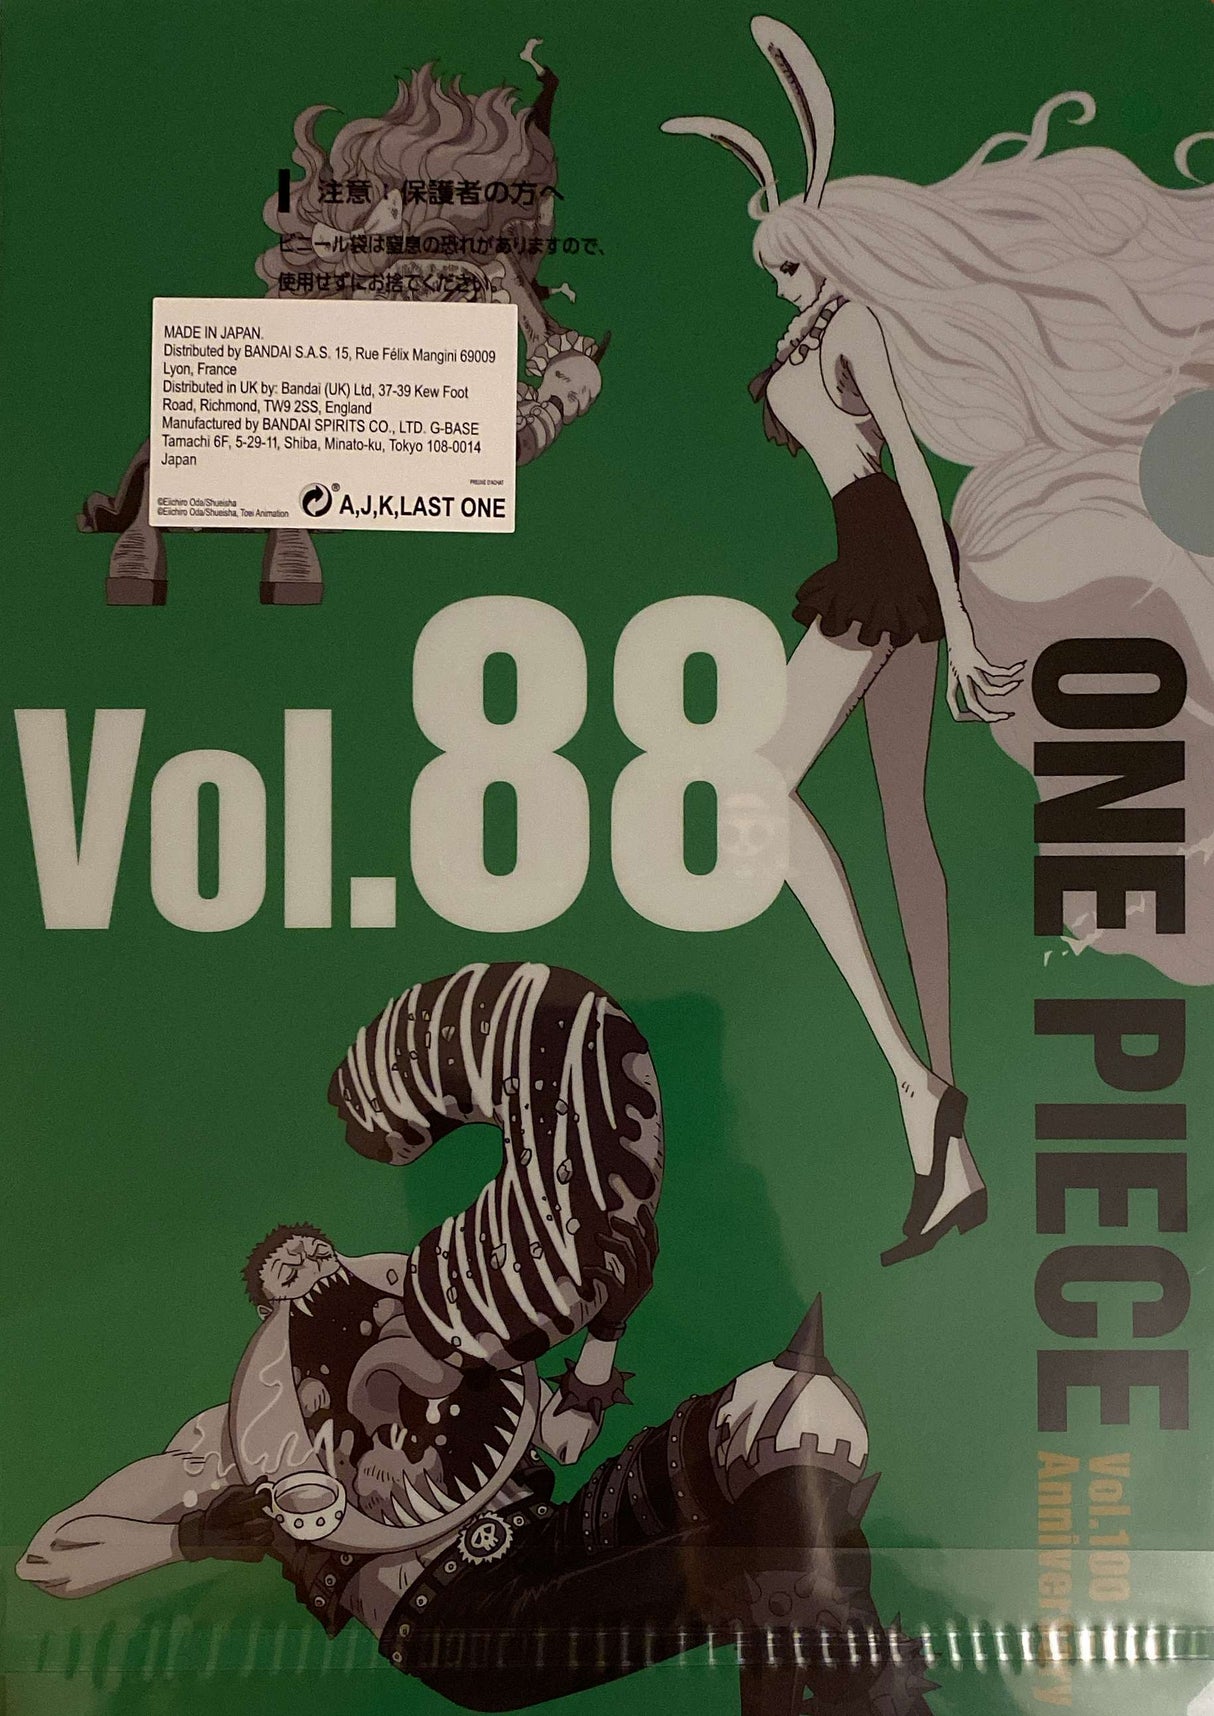 注意:保護者の方へ
ビニール袋は窒息の恐れがありますので、
使用せずにお捨てください。
MADE IN JAPAN.
Distributed by BANDAI S.A.S. 15, Rue Félix Mangini 69009
Lyon, France
Distributed in UK by: Bandai (UK) Ltd, 37-39 Kew Foot
Road, Richmond, TW9 2SS, England
Manufactured by BANDAI SPIRITS CO., LTD. G-BASE
Tamachi 6F, 5-29-11, Shiba, Minato-ku, Tokyo 108-0014
Japan
PREUVE D'ACHAT
©Eiichiro Oda/Shueisha
©Eiichiro Oda/Shueisha, Toei Animation
® A,J,K,LAST ONE
Vol.88
ONE PIECE
Vol.100
Anniversary